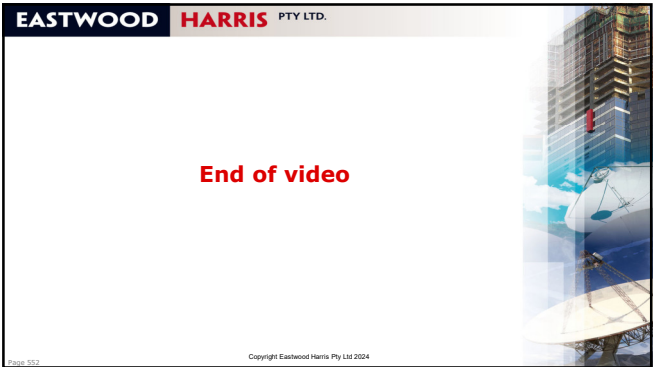 EASTWOOD HARRIS PTY LTD.
End of video
Copyright Eastwood Harris Pty Ltd 2024
Page 552